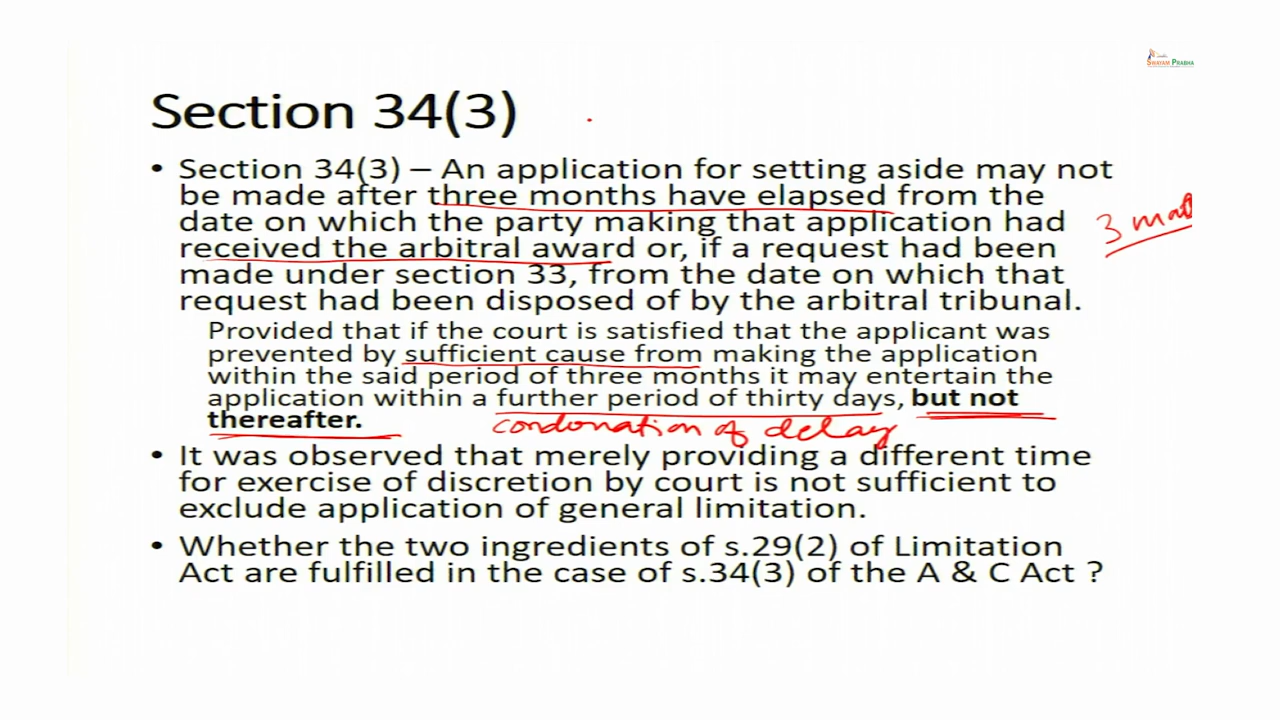 SWAYAM PRABHA
Section 34(3)
• Section 34(3) – An application for setting aside may not
be made after three months have elapsed from the
date on which the party making that application had
received the arbitral award or, if a request had been
made under section 33, from the date on which that
request had been disposed of by the arbitral tribunal.
3
Provided that if the court is satisfied that the applicant was
prevented by sufficient cause from making the application
within the said period of three months it may entertain the
application within a further period of thirty days, but not
thereafter.
condonation of delay
• It was observed that merely providing a different time
for exercise of discretion by court is not sufficient to
exclude application of general limitation.
• Whether the two ingredients of s.29(2) of Limitation
Act are fulfilled in the case of s.34(3) of the A & C Act ?